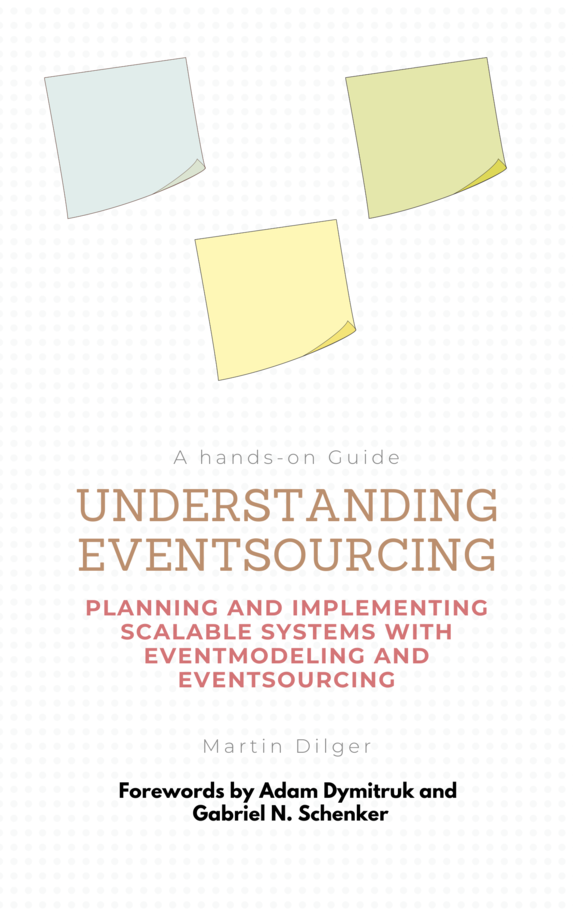 A hands-on Guide
UNDERSTANDING
EVENTSOURCING
PLANNING AND IMPLEMENTING
SCALABLE SYSTEMS WITH
EVENTMODELING AND
EVENTSOURCING
Martin Dilger
Forewords by Adam Dymitruk and
Gabriel N. Schenker